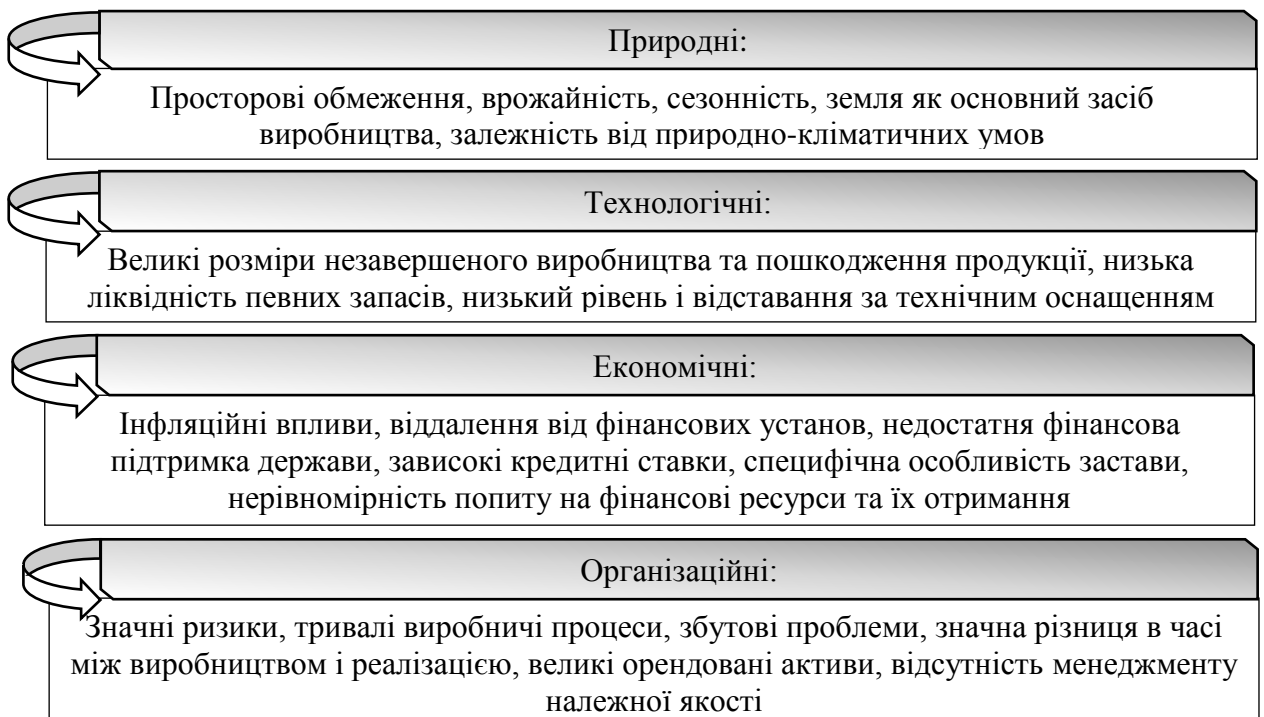 Природні:
Просторові обмеження, врожайність, сезонність, земля як основний засіб
виробництва, залежність від природно-кліматичних умов
Технологічні:
Великі розміри незавершеного виробництва та пошкодження продукції, низька
ліквідність певних запасів, низький рівень і відставання за технічним оснащенням
Економічні:
Інфляційні впливи, віддалення від фінансових установ, недостатня фінансова
підтримка держави, зависокі кредитні ставки, специфічна особливість застави,
нерівномірність попиту на фінансові ресурси та їх отримання
Організаційні:
Значні ризики, тривалі виробничі процеси, збутові проблеми, значна різниця в часі
між виробництвом і реалізацією, великі орендовані активи, відсутність менеджменту
належної якості